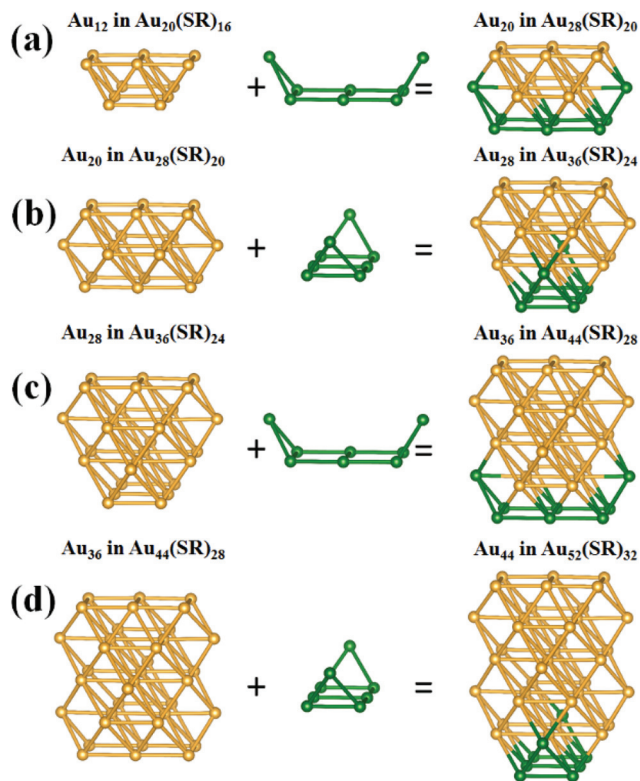 (a)
Au₁₂ in Au₂₀(SR)₁₆
Au₂₀ in Au₂₈(SR)₂₀
+ =
Au₂₀ in Au₂₈(SR)₂₀
Au₂₈ in Au₃₆(SR)₂₄
(b)
+ =
Au₂₈ in Au₃₆(SR)₂₄
Au₃₆ in Au₄₄(SR)₂₈
(c)
+ =
Au₃₆ in Au₄₄(SR)₂₈
Au₄₄ in Au₅₂(SR)₃₂
(d)
+ =